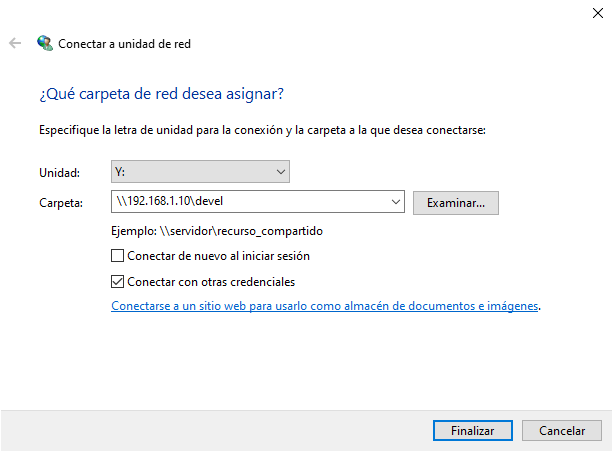 Conectar a unidad de red
¿Qué carpeta de red desea asignar?
Especifique la letra de unidad para la conexión y la carpeta a la que desea conectarse:
Unidad: Y:
Carpeta: \\192.168.1.10\devel Examinar...
Ejemplo: \\servidor\recurso_compartido
Conectar de nuevo al iniciar sesión
Conectar con otras credenciales
Conectarse a un sitio web para usarlo como almacén de documentos e imágenes.
Finalizar Cancelar